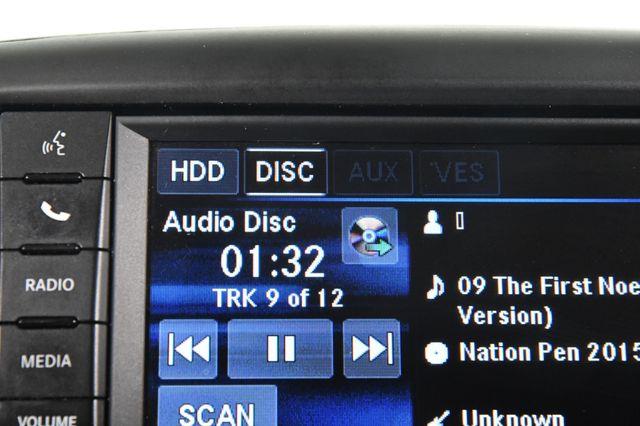 HDD DISC AUX VES
Audio Disc
01:32
TRK 9 of 12
09 The First Noe
Version)
Nation Pen 2015
SCAN
Unknown
RADIO
MEDIA
VOLUME